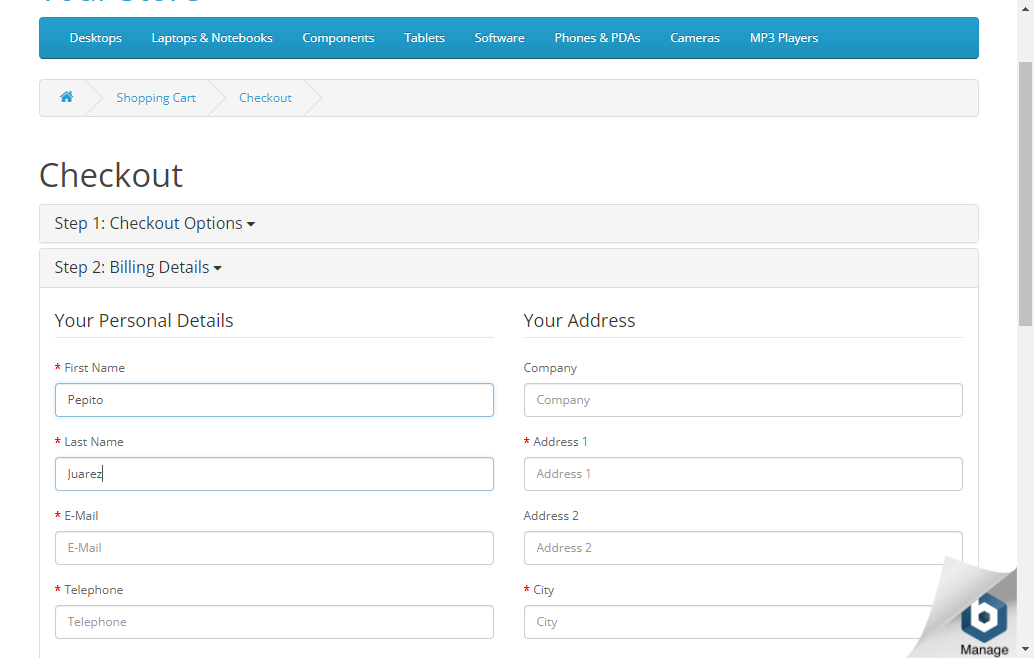 Your Store
Desktops Laptops & Notebooks Components Tablets Software Phones & PDAs Cameras MP3 Players
Shopping Cart Checkout
Checkout
Step 1: Checkout Options
Step 2: Billing Details
Your Personal Details
* First Name
Pepito
* Last Name
Juarez
* E-Mail
E-Mail
* Telephone
Telephone
Your Address
Company
Company
* Address 1
Address 1
Address 2
Address 2
* City
City
b
Manage